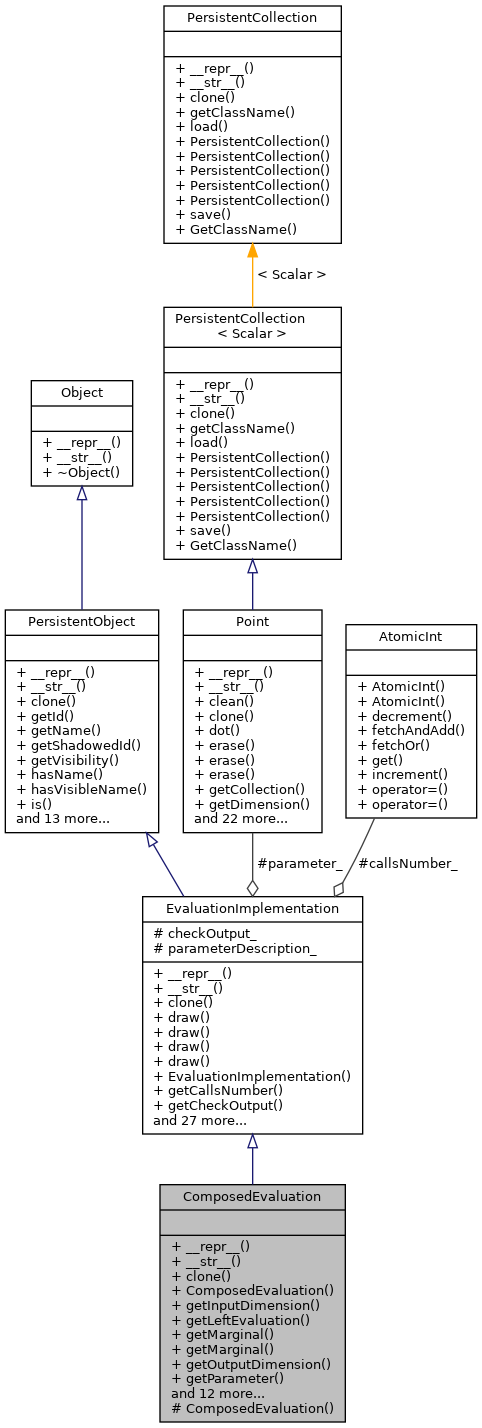 PersistentCollection
+ __repr__()
+ __str__()
+ clone()
+ getClassName()
+ load()
+ PersistentCollection()
+ PersistentCollection()
+ PersistentCollection()
+ PersistentCollection()
+ PersistentCollection()
+ save()
+ GetClassName()
< Scalar >
PersistentCollection
< Scalar >
+ __repr__()
+ __str__()
+ clone()
+ getClassName()
+ load()
+ PersistentCollection()
+ PersistentCollection()
+ PersistentCollection()
+ PersistentCollection()
+ PersistentCollection()
+ save()
+ GetClassName()
Object
+ __repr__()
+ __str__()
+ ~Object()
PersistentObject
+ __repr__()
+ __str__()
+ clone()
+ getId()
+ getName()
+ getShadowedId()
+ getVisibility()
+ hasName()
+ hasVisibleName()
+ is()
and 13 more...
Point
+ __repr__()
+ __str__()
+ clean()
+ clone()
+ dot()
+ erase()
+ erase()
+ erase()
+ getCollection()
+ getDimension()
and 22 more...
AtomicInt
+ AtomicInt()
+ AtomicInt()
+ decrement()
+ fetchAndAdd()
+ fetchOr()
+ get()
+ increment()
+ operator=()
+ operator=()
#parameter_
#callsNumber_
EvaluationImplementation
# checkOutput_
# parameterDescription_
+ __repr__()
+ __str__()
+ clone()
+ draw()
+ draw()
+ draw()
+ draw()
+ EvaluationImplementation()
+ getCallsNumber()
+ getCheckOutput()
and 27 more...
ComposedEvaluation
+ __repr__()
+ __str__()
+ clone()
+ ComposedEvaluation()
+ getInputDimension()
+ getLeftEvaluation()
+ getMarginal()
+ getMarginal()
+ getOutputDimension()
+ getParameter()
and 12 more...
# ComposedEvaluation()